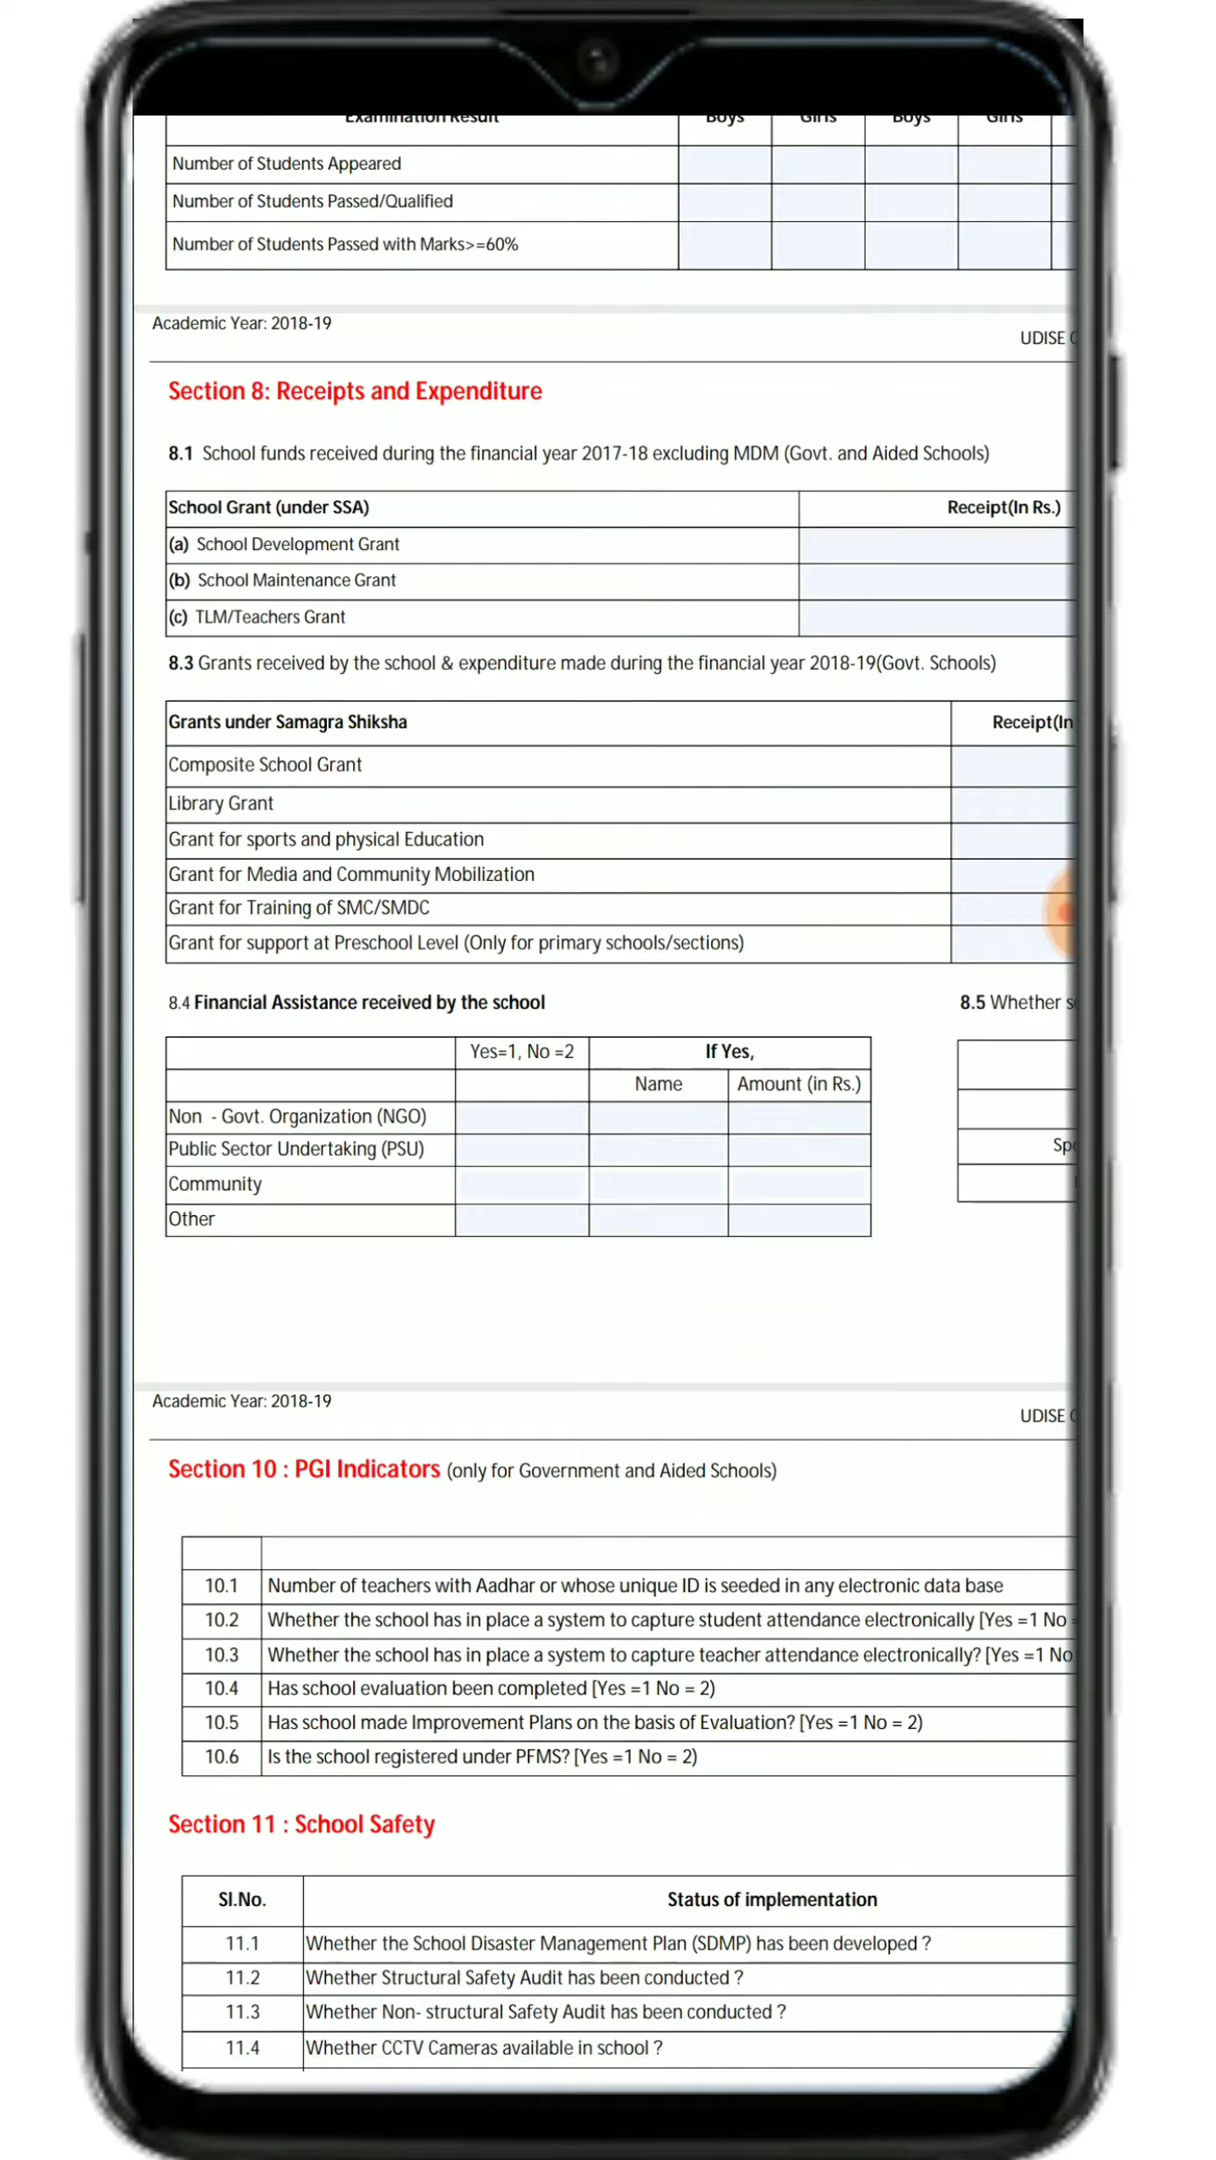 Examination Result Boys Girls Boys Girls
Number of Students Appeared
Number of Students Passed/Qualified
Number of Students Passed with Marks>=60%
Academic Year: 2018-19
UDISE
Section 8: Receipts and Expenditure
8.1 School funds received during the financial year 2017-18 excluding MDM (Govt. and Aided Schools)
School Grant (under SSA) Receipt(In Rs.)
(a) School Development Grant
(b) School Maintenance Grant
(c) TLM/Teachers Grant
8.3 Grants received by the school & expenditure made during the financial year 2018-19(Govt. Schools)
Grants under Samagra Shiksha Receipt(In
Composite School Grant
Library Grant
Grant for sports and physical Education
Grant for Media and Community Mobilization
Grant for Training of SMC/SMDC
Grant for support at Preschool Level (Only for primary schools/sections)
8.4 Financial Assistance received by the school 8.5 Whether
Yes=1, No =2 If Yes,
Name Amount (in Rs.)
Non - Govt. Organization (NGO)
Public Sector Undertaking (PSU)
Community
Other
Academic Year: 2018-19
UDISE
Section 10 : PGI Indicators (only for Government and Aided Schools)
10.1 Number of teachers with Aadhar or whose unique ID is seeded in any electronic data base
10.2 Whether the school has in place a system to capture student attendance electronically [Yes =1 No
10.3 Whether the school has in place a system to capture teacher attendance electronically? [Yes =1 No
10.4 Has school evaluation been completed [Yes =1 No = 2)
10.5 Has school made Improvement Plans on the basis of Evaluation? [Yes =1 No = 2)
10.6 Is the school registered under PFMS? [Yes =1 No = 2)
Section 11 : School Safety
Sl.No. Status of implementation
11.1 Whether the School Disaster Management Plan (SDMP) has been developed ?
11.2 Whether Structural Safety Audit has been conducted ?
11.3 Whether Non- structural Safety Audit has been conducted ?
11.4 Whether CCTV Cameras available in school ?